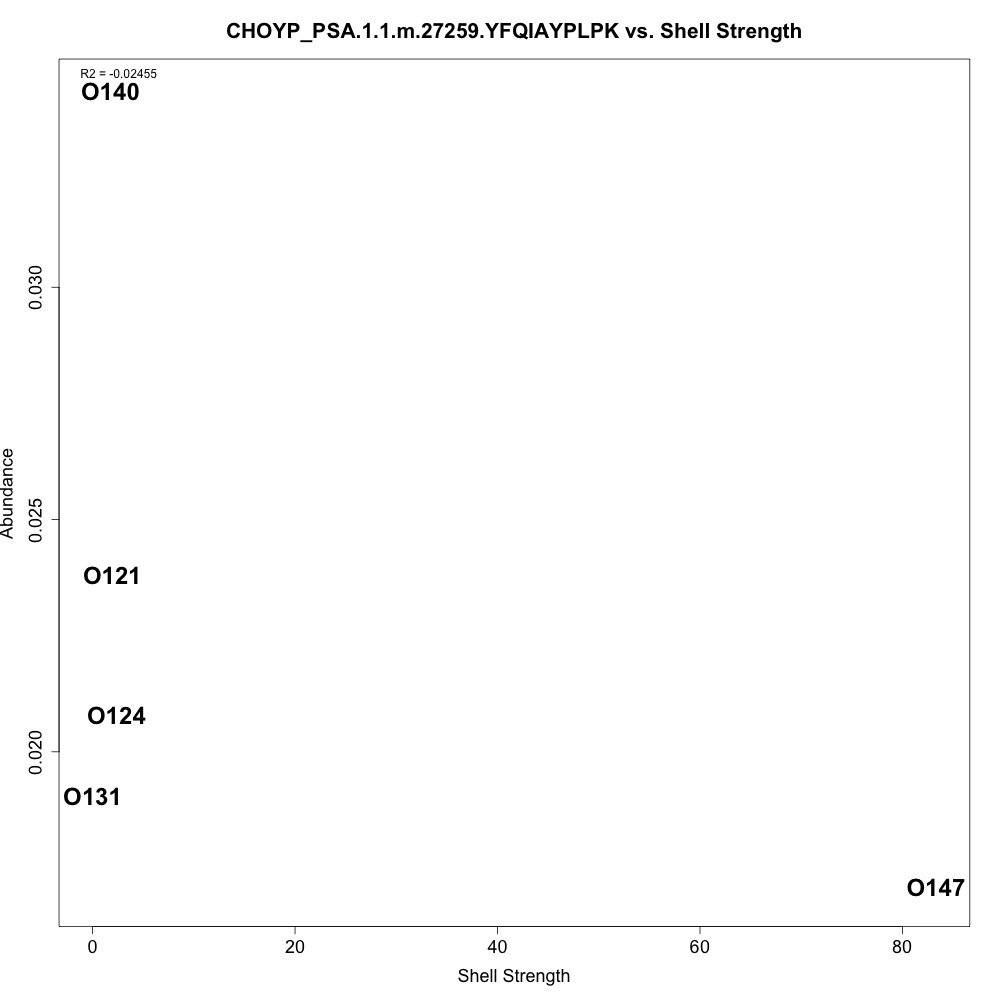 CHOYP_PSA.1.1.m.27259.YFQIAYPLPK vs. Shell Strength
R2 = -0.02455
O140
0.030
Abundance
0.025
O121
O124
0.020
O131
O147
0
20
40
60
80
Shell Strength